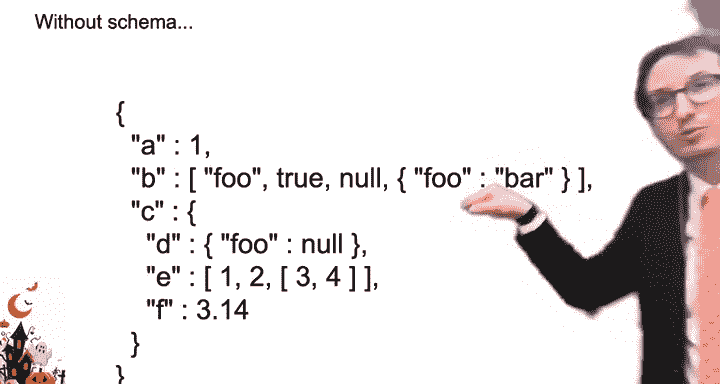 Without schema...
{
"a" : 1,
"b" : [ "foo", true, null, { "foo" : "bar" } ],
"c" : {
"d" : { "foo" : null },
"e" : [ 1, 2, [ 3, 4 ] ],
"f" : 3.14
}
}